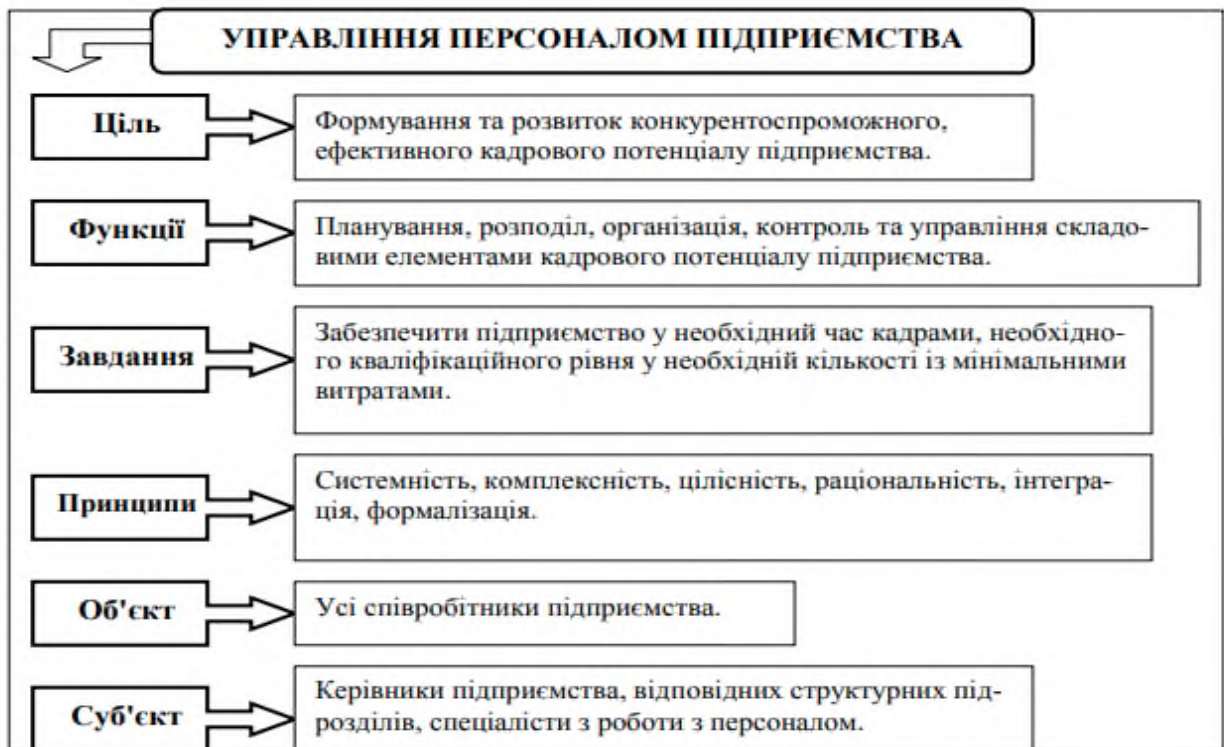 УПРАВЛІННЯ ПЕРСОНАЛОМ ПІДПРИЄМСТВА
Ціль
Формування та розвиток конкурентоспроможного,
ефективного кадрового потенціалу підприємства.
Функції
Планування, розподіл, організація, контроль та управління складо-
вими елементами кадрового потенціалу підприємства.
Завдання
Забезпечити підприємство у необхідний час кадрами, необхідно-
го кваліфікаційного рівня у необхідній кількості із мінімальними
витратами.
Принципи
Системність, комплексність, цілісність, раціональність, інтегра-
ція, формалізація.
Об'єкт
Усі співробітники підприємства.
Суб'єкт
Керівники підприємства, відповідних структурних під-
розділів, спеціалісти з роботи з персоналом.